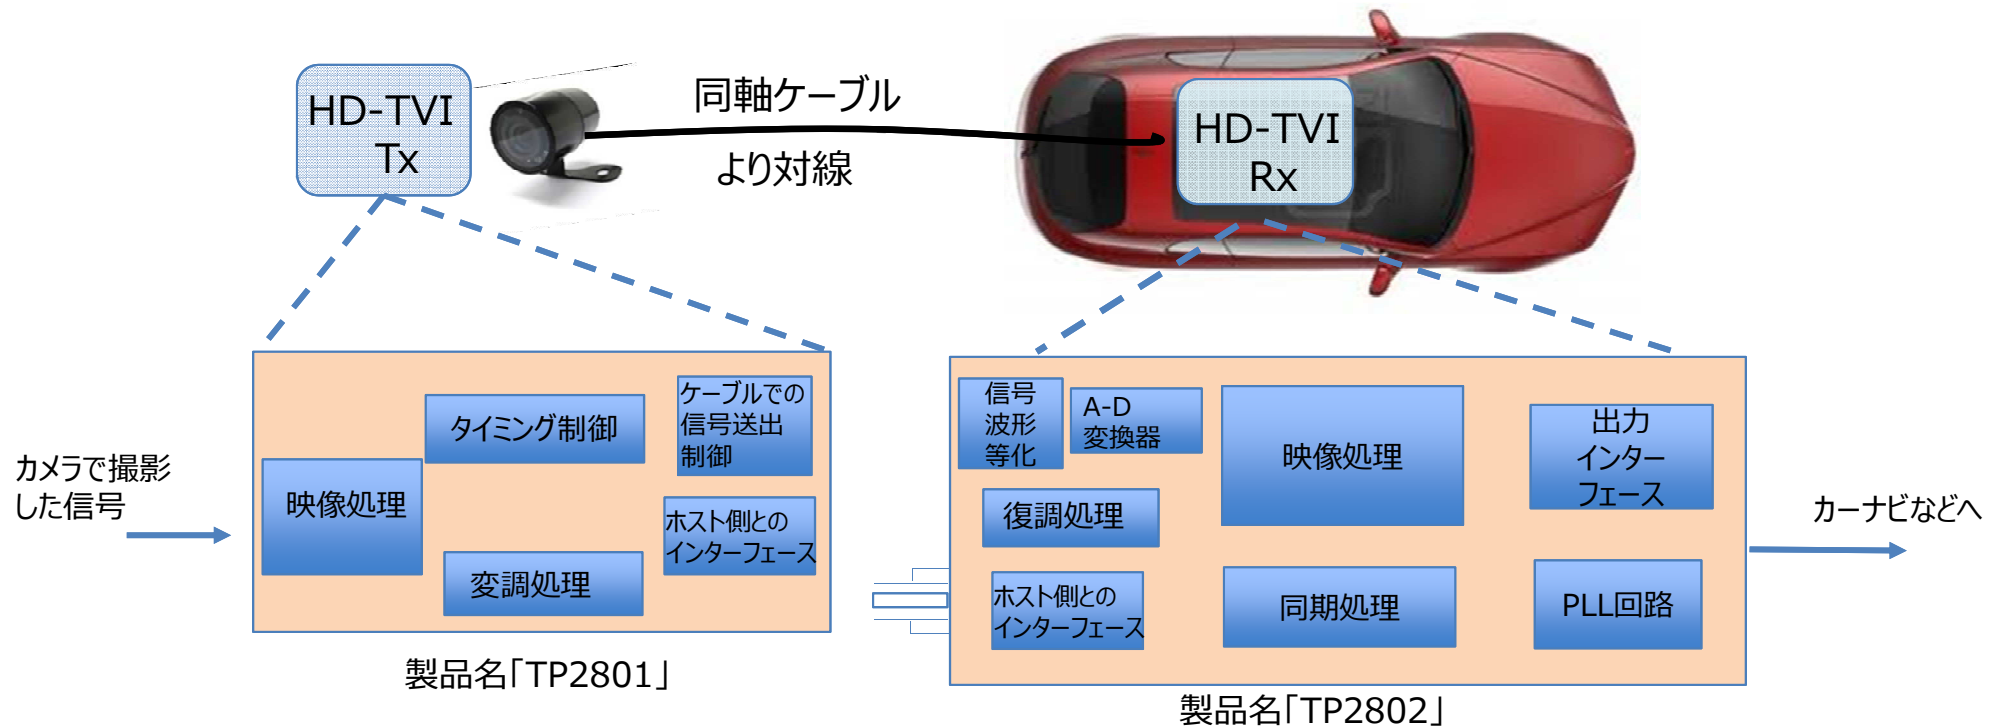 HD-TVI
Tx
同軸ケーブル
より対線
HD-TVI
Rx
カメラで撮影
した信号
映像処理
タイミング制御
ケーブルでの
信号送出
制御
ホスト側との
インターフェース
変調処理
製品名「TP2801」
信号
波形
等化
A-D
変換器
復調処理
ホスト側との
インターフェース
映像処理
同期処理
出力
インター
フェース
PLL回路
カーナビなどへ
製品名「TP2802」